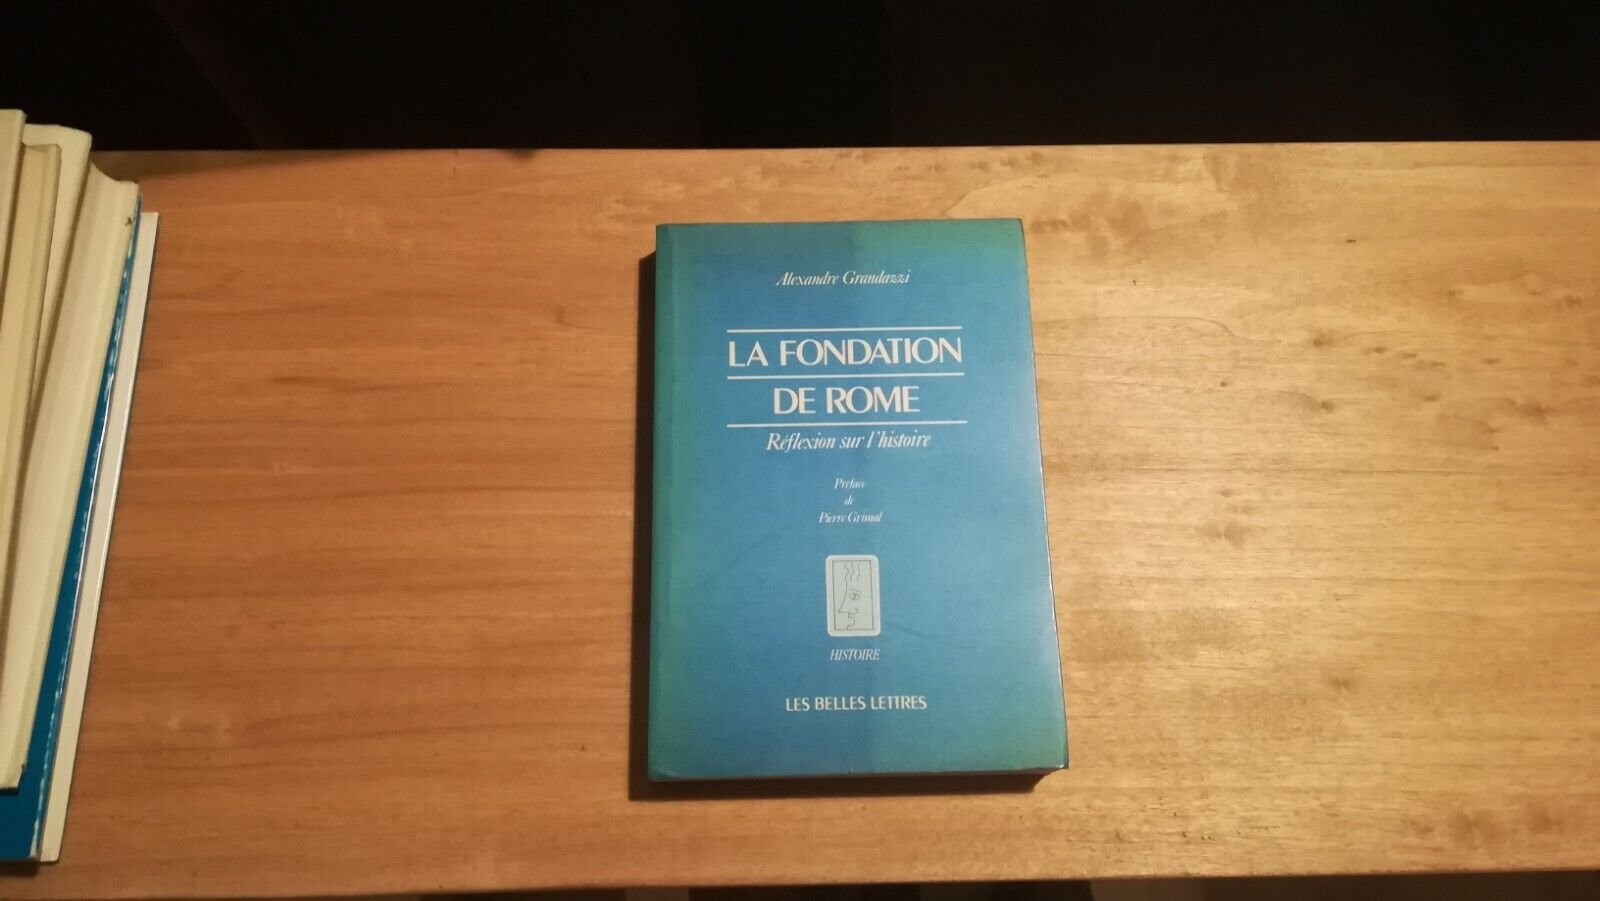 Alexandre Grandazzi
LA FONDATION
DE ROME
Réflexion sur l'histoire
Préface
de
Pierre Grimal
HISTOIRE
LES BELLES LETTRES